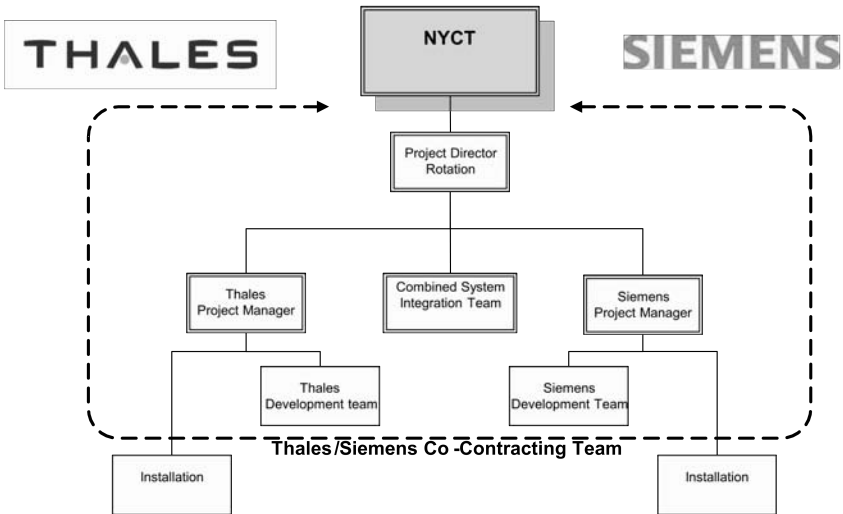 THALES
NYCT
SIEMENS
Project Director
Rotation
Thales
Project Manager
Combined System
Integration Team
Siemens
Project Manager
Thales
Development team
Siemens
Development Team
Thales/Siemens Co -Contracting Team
Installation
Installation